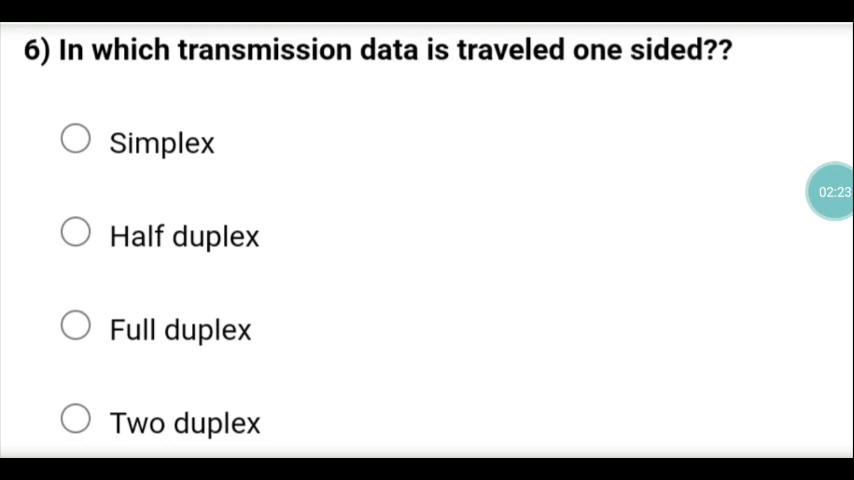 6) In which transmission data is traveled one sided??
Simplex
02:23
Half duplex
Full duplex
Two duplex